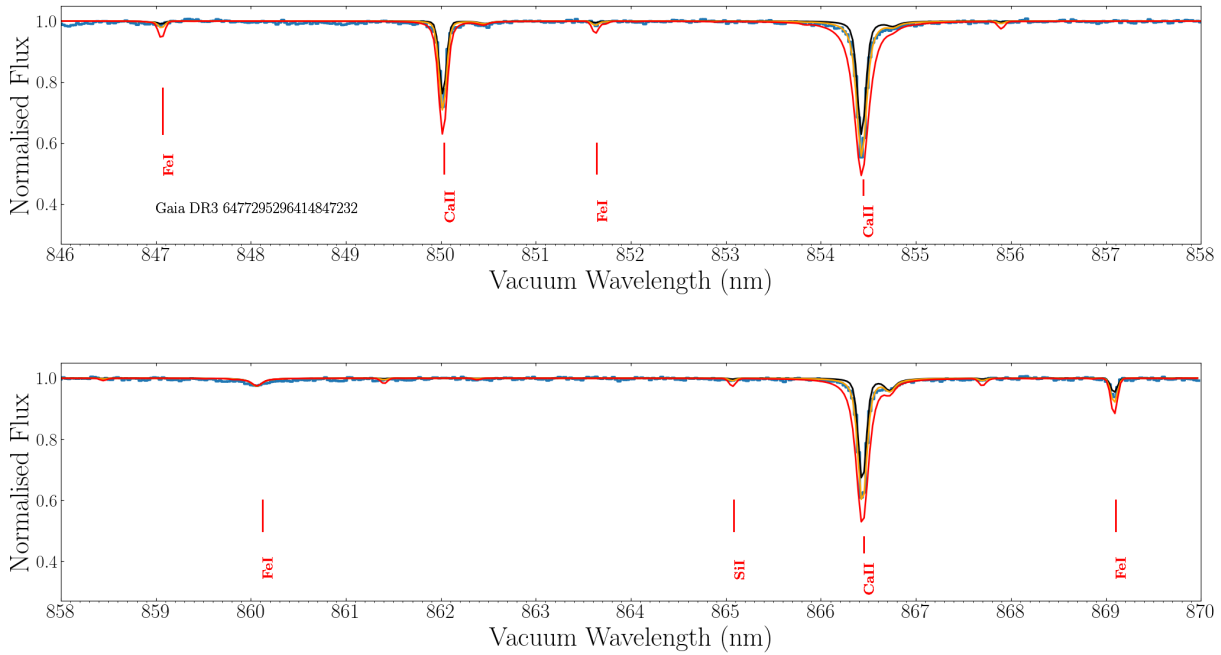 Normalised Flux
1.0
0.8
0.6
0.4
FeI
CaII
FeI
CaII
Gaia DR3 6477295296414847232
846 847 848 849 850 851 852 853 854 855 856 857 858
Vacuum Wavelength (nm)
Normalised Flux
1.0
0.8
0.6
0.4
FeI
SiI
CaII
FeI
858 859 860 861 862 863 864 865 866 867 868 869 870
Vacuum Wavelength (nm)